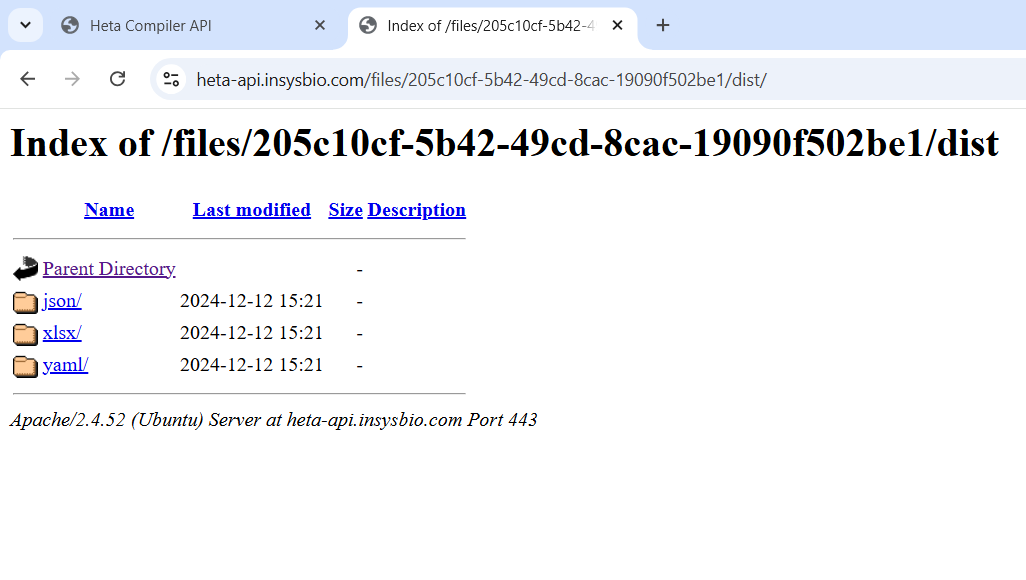 Heta Compiler API
Index of /files/205c10cf-5b42-4
heta-api.insysbio.com/files/205c10cf-5b42-49cd-8cac-19090f502be1/dist/
Index of /files/205c10cf-5b42-49cd-8cac-19090f502be1/dist
Name Last modified Size Description
Parent Directory -
json/ 2024-12-12 15:21 -
xlsx/ 2024-12-12 15:21 -
yaml/ 2024-12-12 15:21 -
Apache/2.4.52 (Ubuntu) Server at heta-api.insysbio.com Port 443